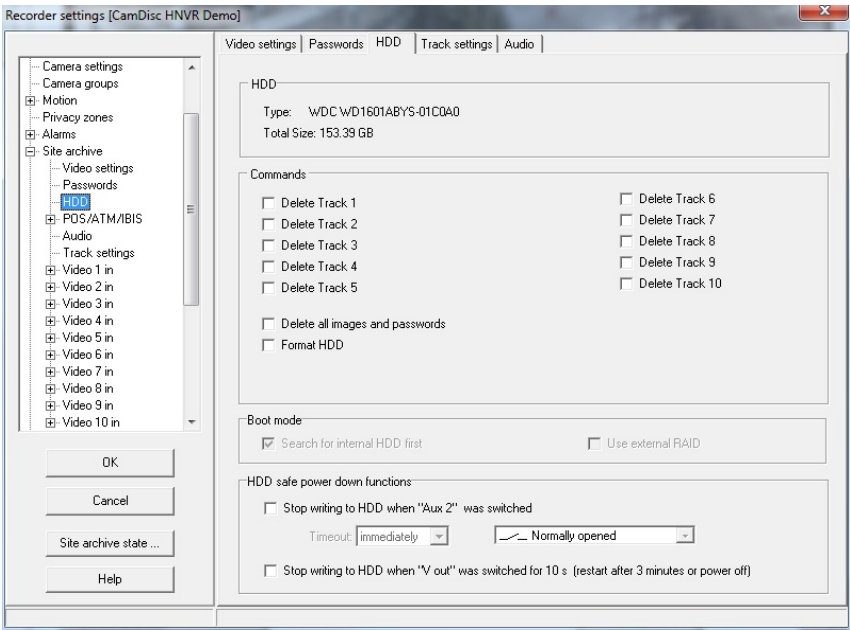 Recorder settings [CamDisc HNVR Demo]
Camera settings
Camera groups
Motion
Privacy zones
Alarms
Site archive
Video settings
Passwords
HDD
POS/ATM/IBIS
Audio
Track settings
Video 1 in
Video 2 in
Video 3 in
Video 4 in
Video 5 in
Video 6 in
Video 7 in
Video 8 in
Video 9 in
Video 10 in
OK
Cancel
Site archive state ...
Help
Video settings Passwords HDD Track settings Audio
HDD
Type: WDC WD1601ABYS-01C0A0
Total Size: 153.39 GB
Commands
Delete Track 1
Delete Track 2
Delete Track 3
Delete Track 4
Delete Track 5
Delete Track 6
Delete Track 7
Delete Track 8
Delete Track 9
Delete Track 10
Delete all images and passwords
Format HDD
Boot mode
Search for internal HDD first Use external RAID
HDD safe power down functions
Stop writing to HDD when "Aux 2" was switched
Timeout: immediately Normally opened
Stop writing to HDD when "V out" was switched for 10 s (restart after 3 minutes or power off)